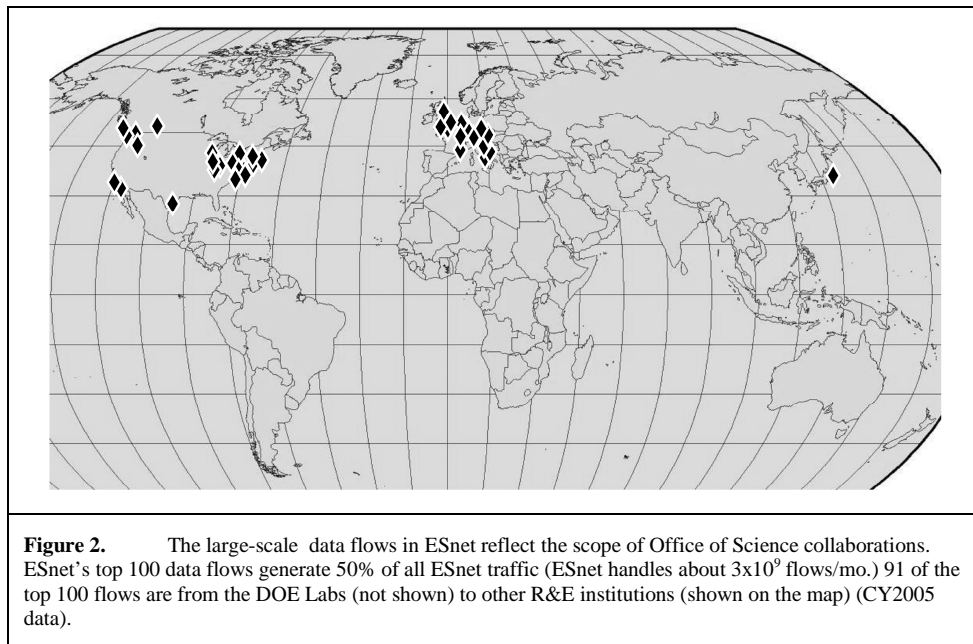 Figure 2. The large-scale data flows in ESnet reflect the scope of Office of Science collaborations.
ESnet’s top 100 data flows generate 50% of all ESnet traffic (ESnet handles about 3x10⁹ flows/mo.) 91 of the
top 100 flows are from the DOE Labs (not shown) to other R&E institutions (shown on the map) (CY2005
data).